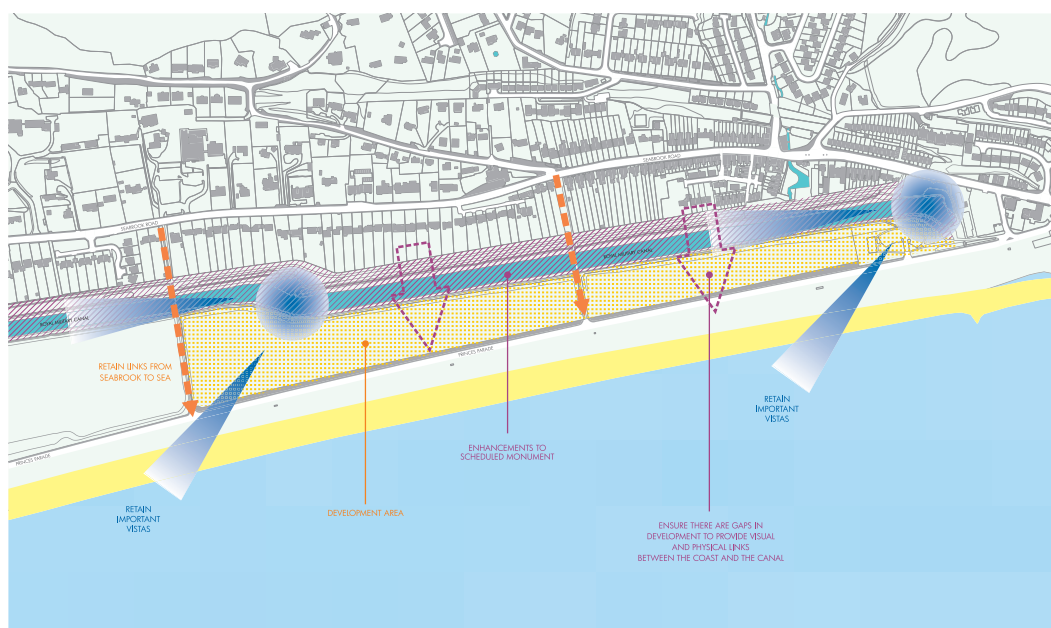 SEABROOK ROAD
SEABROOK ROAD
ROYAL MILITARY CANAL
ROYAL MILITARY CANAL
RETAIN LINKS FROM
SEABROOK TO SEA
PRINCES PARADE
PRINCES PARADE
RETAIN
IMPORTANT
VISTAS
RETAIN
IMPORTANT
VISTAS
ENHANCEMENTS TO
SCHEDULED MONUMENT
DEVELOPMENT AREA
ENSURE THERE ARE GAPS IN
DEVELOPMENT TO PROVIDE VISUAL
AND PHYSICAL LINKS
BETWEEN THE COAST AND THE CANAL